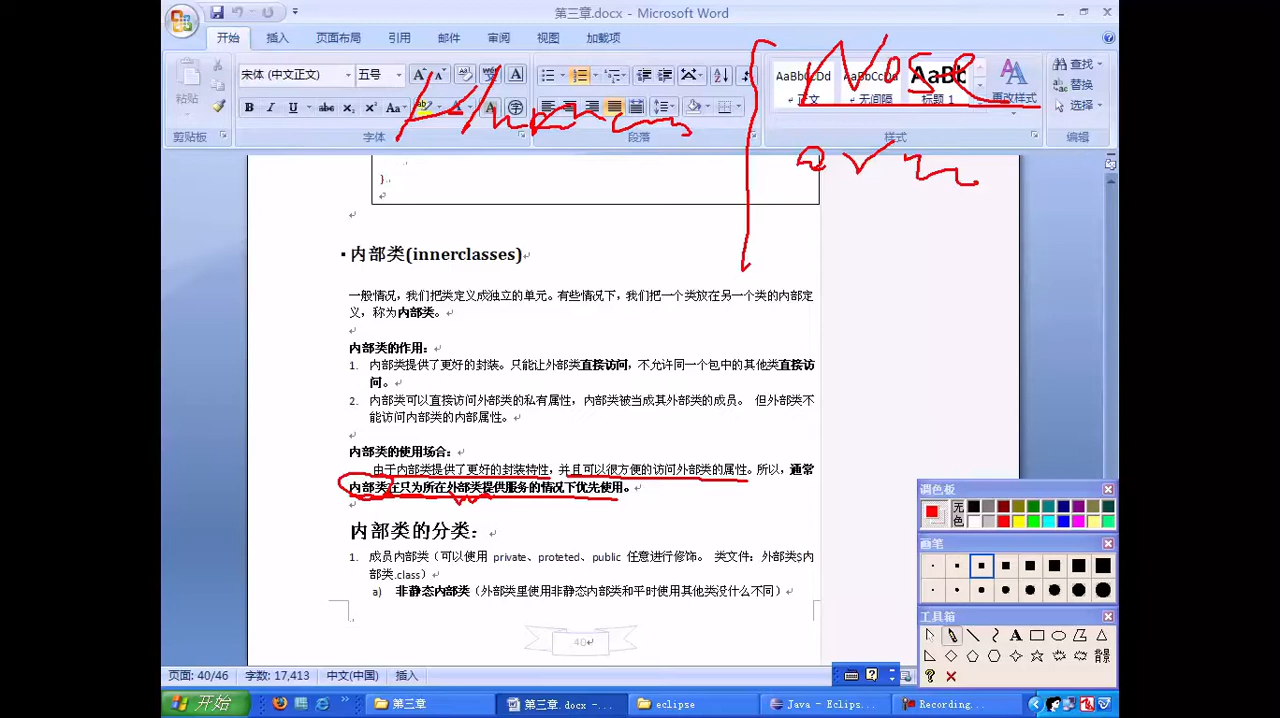 第三章.docx - Microsoft Word
开始 插入 页面布局 引用 邮件 审阅 视图 加载项
宋体 (中文正文) 五号
粘贴
AaBbCcDd AaBbCcDd AaBb
正文 无间隔 标题 1
更改样式
查找
替换
选择
剪贴板 字体 段落 样式 编辑
Nose
arm
}
内部类(innerclasses)
一般情况，我们把类定义成独立的单元。有些情况下，我们把一个类放在另一个类的内部定
义，称为内部类。
内部类的作用：
1. 内部类提供了更好的封装。只能让外部类直接访问，不允许同一个包中的其他类直接访
问。
2. 内部类可以直接访问外部类的私有属性，内部类被当成其外部类的成员。 但外部类不
能访问内部类的内部属性。
内部类的使用场合：
由于内部类提供了更好的封装特性，并且可以很方便的访问外部类的属性。所以，通常
内部类在只为所在外部类提供服务的情况下优先使用。
内部类的分类：
1. 成员内部类（可以使用 private、proteted、public 任意进行修饰。 类文件：外部类$内
部类.class）
a) 非静态内部类（外部类里使用非静态内部类和平时使用其他类没什么不同）
40
调色板
无色
画笔
工具箱
背景
页面: 40/46 字数: 17,413 中文(中国) 插入
开始 第三章 第三章.docx -... eclipse Java - Eclips... Recording...